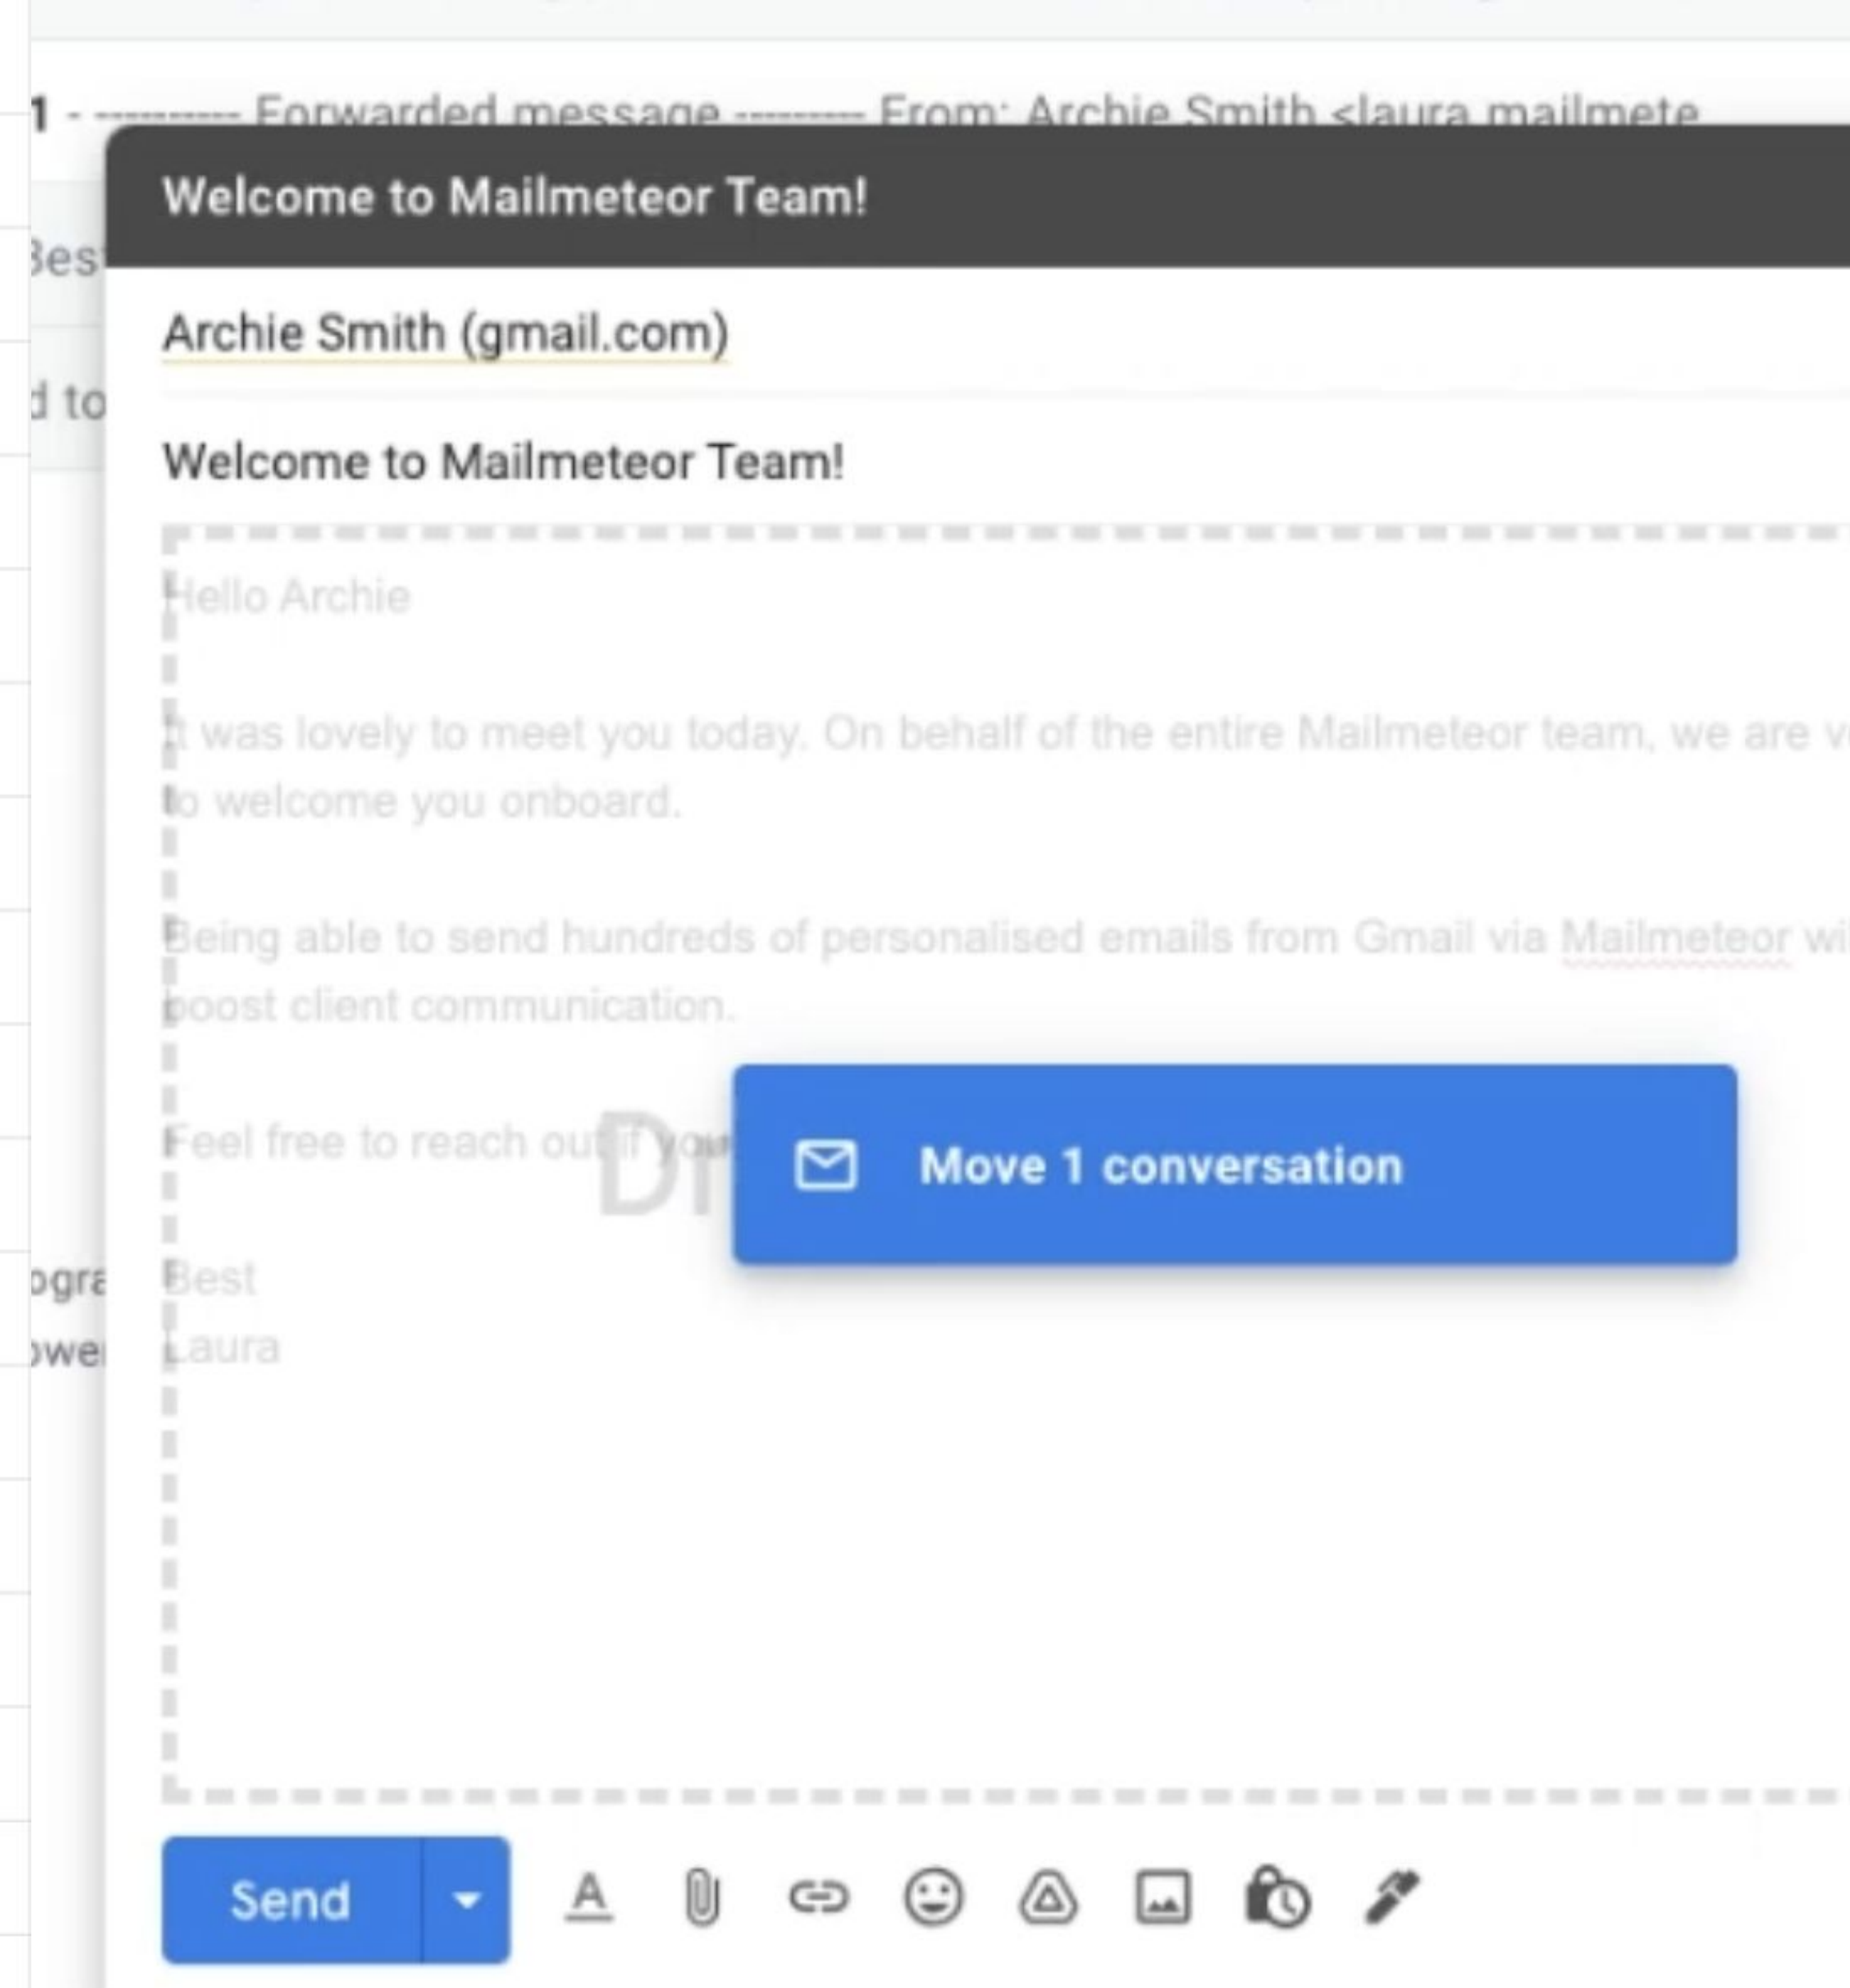 1 - ---------- Forwarded message --------- From: Archie Smith <laura mailmete
Welcome to Mailmeteor Team!
Archie Smith (gmail.com)
d to
Welcome to Mailmeteor Team!
Hello Archie
It was lovely to meet you today. On behalf of the entire Mailmeteor team, we are
to welcome you onboard.
Being able to send hundreds of personalised emails from Gmail via Mailmeteor
boost client communication.
Feel free to reach out if you
Move 1 conversation
Best
Laura
Send